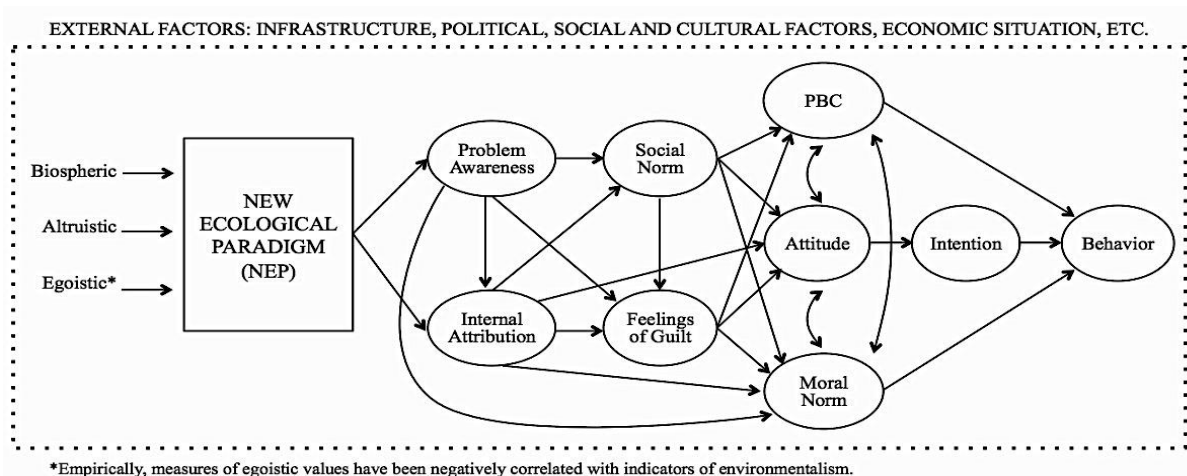 EXTERNAL FACTORS: INFRASTRUCTURE, POLITICAL, SOCIAL AND CULTURAL FACTORS, ECONOMIC SITUATION, ETC.
Biospheric
Altruistic
Egoistic*
NEW
ECOLOGICAL
PARADIGM
(NEP)
Problem
Awareness
Internal
Attribution
Social
Norm
Feelings
of Guilt
PBC
Attitude
Moral
Norm
Intention
Behavior
*Empirically, measures of egoistic values have been negatively correlated with indicators of environmentalism.